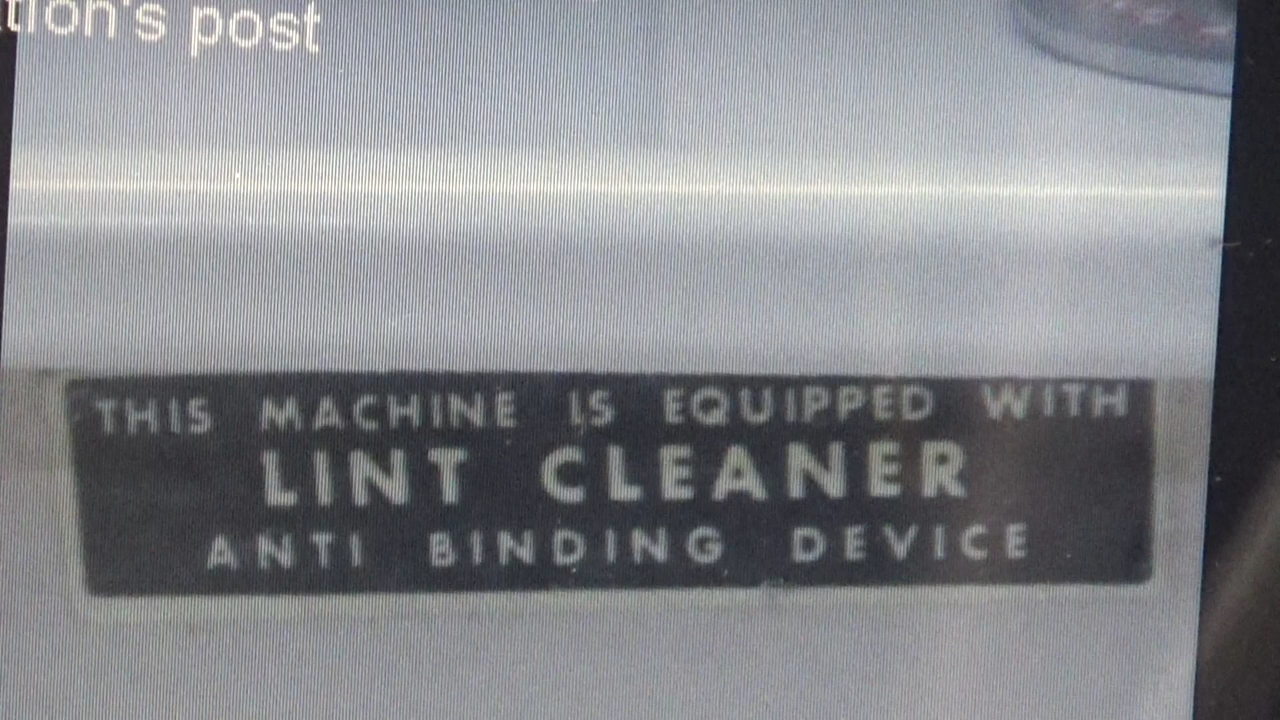 tion's post
THIS MACHINE IS EQUIPPED WITH
LINT CLEANER
ANTI BINDING DEVICE